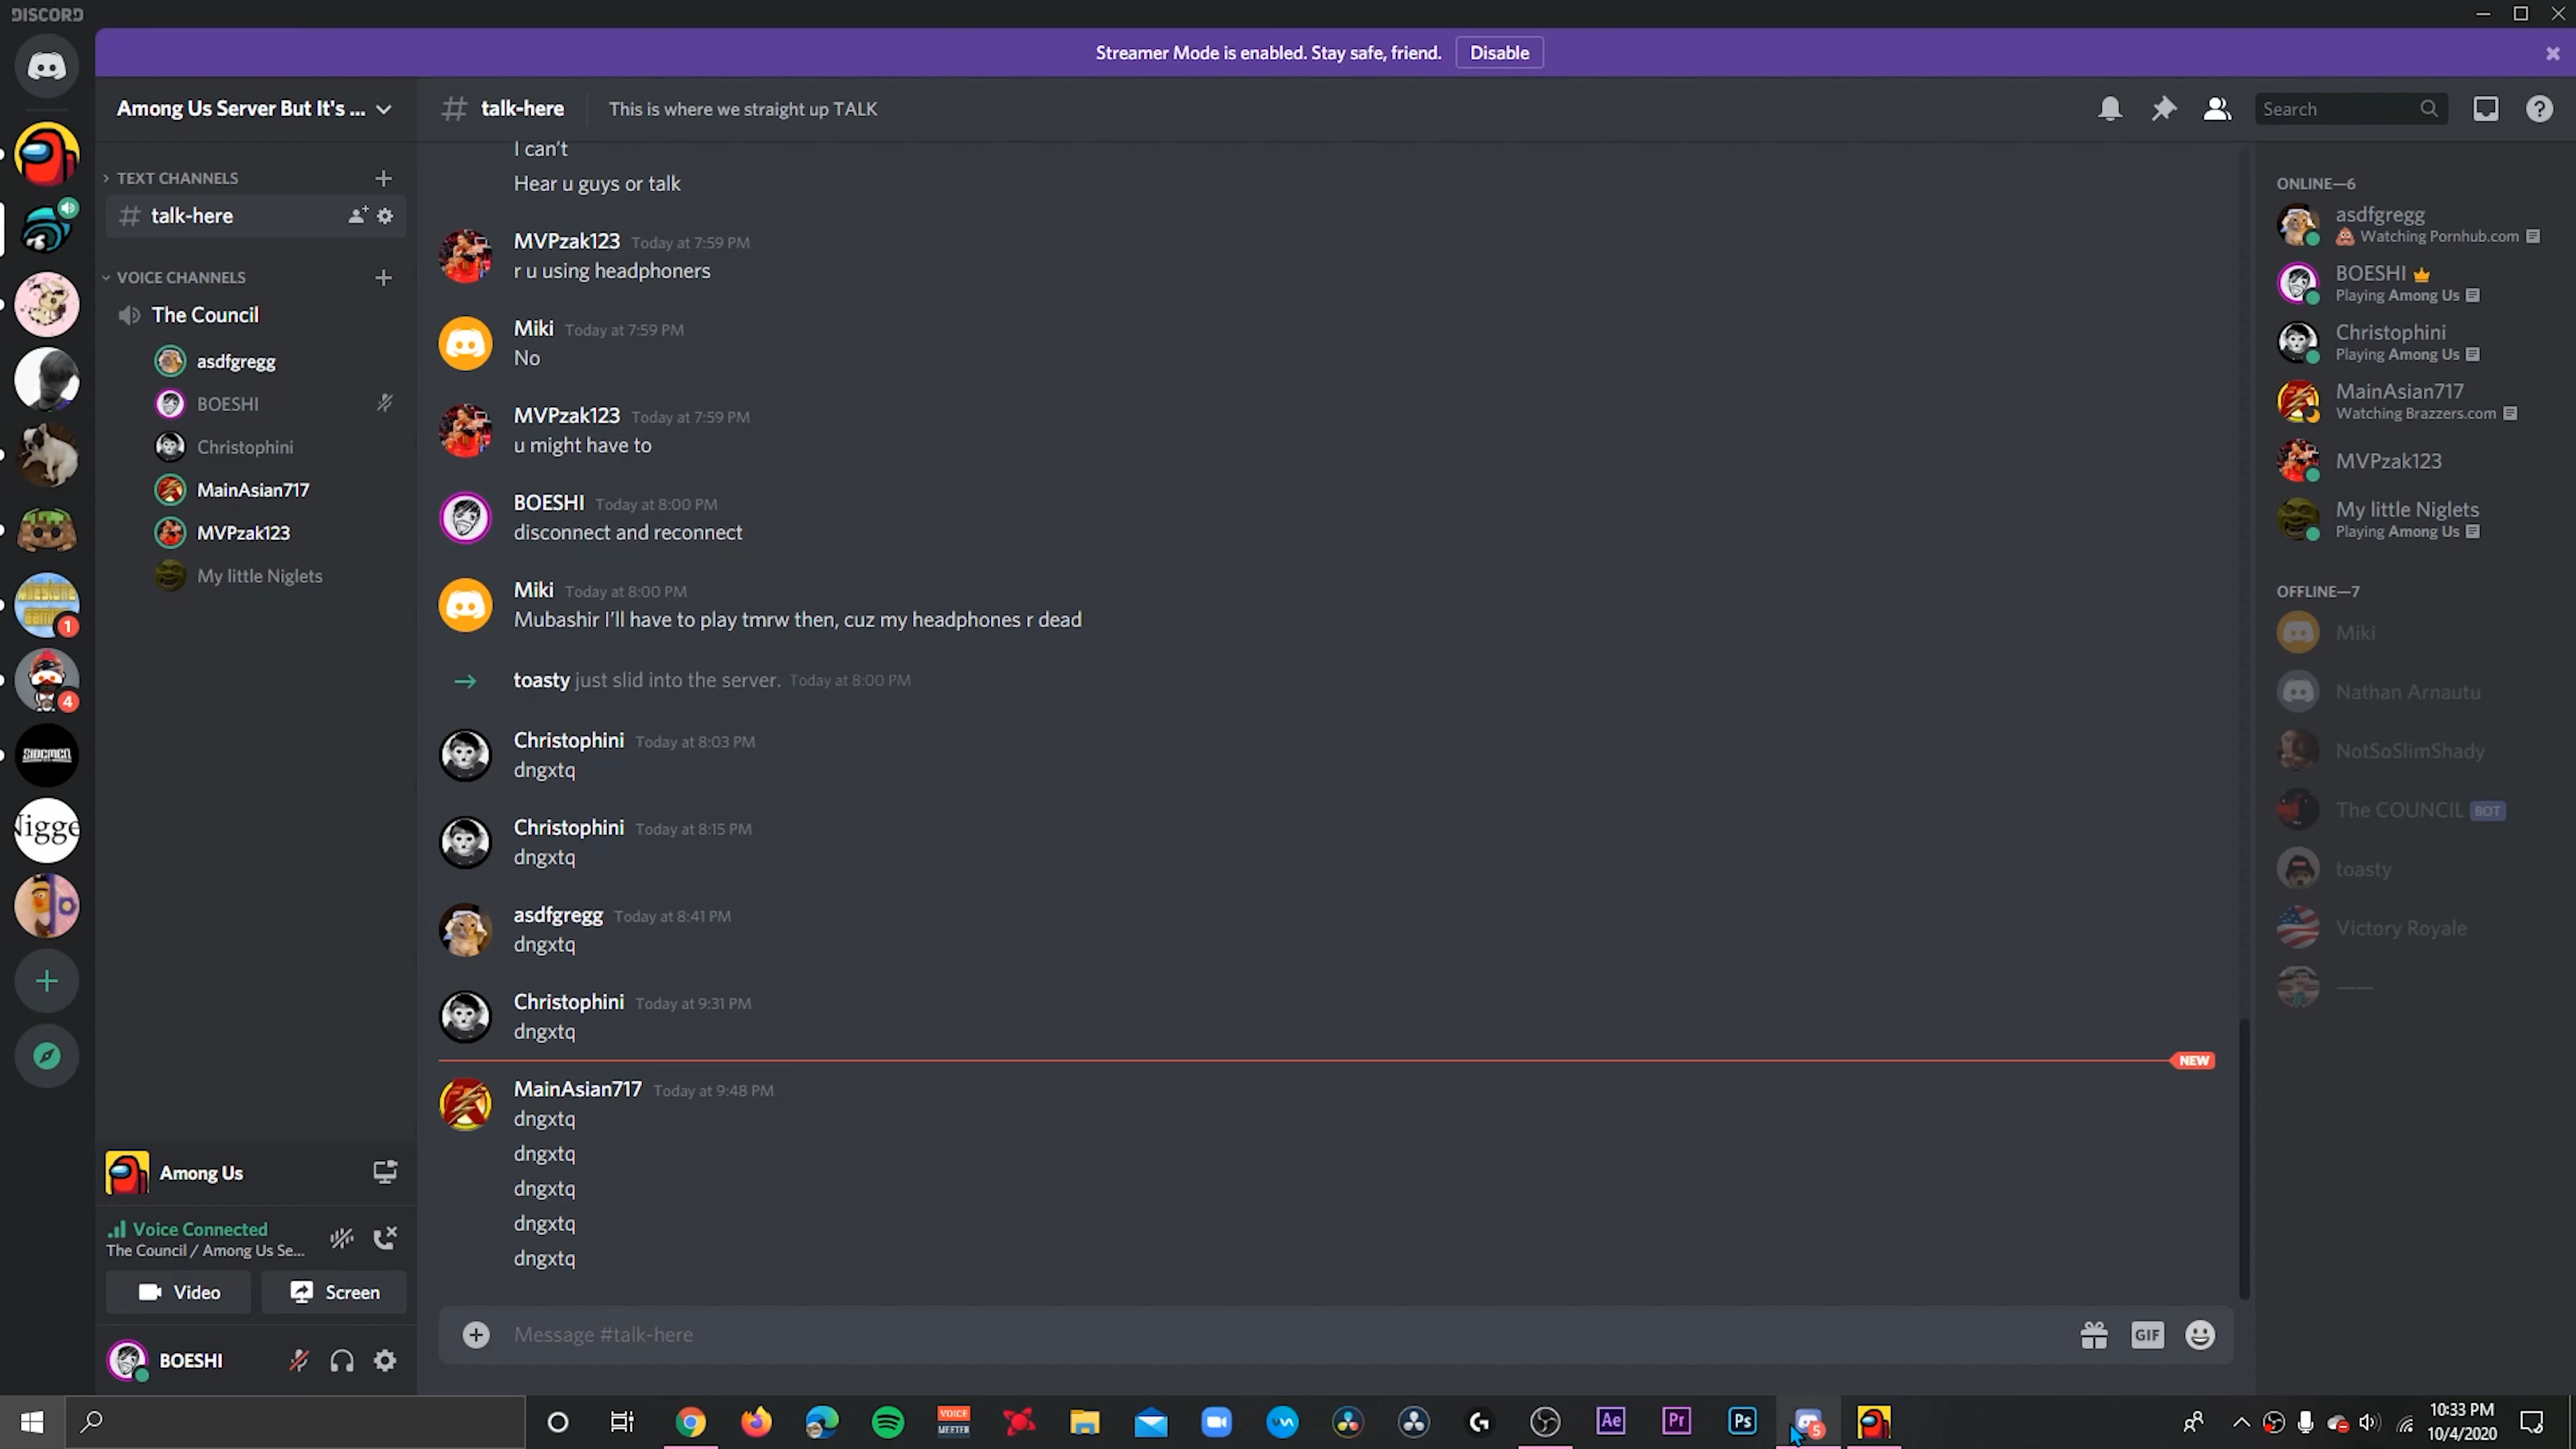 DISCORD
Streamer Mode is enabled. Stay safe, friend.
Disable
Among Us Server But It's ...
talk-here
This is where we straight up TALK
Search
TEXT CHANNELS
talk-here
VOICE CHANNELS
The Council
asdfgregg
BOESHI
Christophini
MainAsian717
MVPzak123
My little Niglets
1
4
SIDEMEN
Nigge
Among Us
Voice Connected
The Council / Among Us Se...
Video
Screen
BOESHI
I can't
Hear u guys or talk
MVPzak123 Today at 7:59 PM
r u using headphoners
Miki Today at 7:59 PM
No
MVPzak123 Today at 7:59 PM
u might have to
BOESHI Today at 8:00 PM
disconnect and reconnect
Miki Today at 8:00 PM
Mubashir I'll have to play tmrw then, cuz my headphones r dead
toasty just slid into the server. Today at 8:00 PM
Christophini Today at 8:03 PM
dngxtq
Christophini Today at 8:15 PM
dngxtq
asdfgregg Today at 8:41 PM
dngxtq
Christophini Today at 9:31 PM
dngxtq
NEW
MainAsian717 Today at 9:48 PM
dngxtq
dngxtq
dngxtq
dngxtq
dngxtq
Message #talk-here
GIF
ONLINE—6
asdfgregg
Watching Pornhub.com
BOESHI
Playing Among Us
Christophini
Playing Among Us
MainAsian717
Watching Brazzers.com
MVPzak123
My little Niglets
Playing Among Us
OFFLINE—7
Miki
Nathan Arnautu
NotSoSlimShady
The COUNCIL BOT
toasty
Victory Royale
——
VOICE
MEETER
Ae
Pr
Ps
5
10:33 PM
10/4/2020